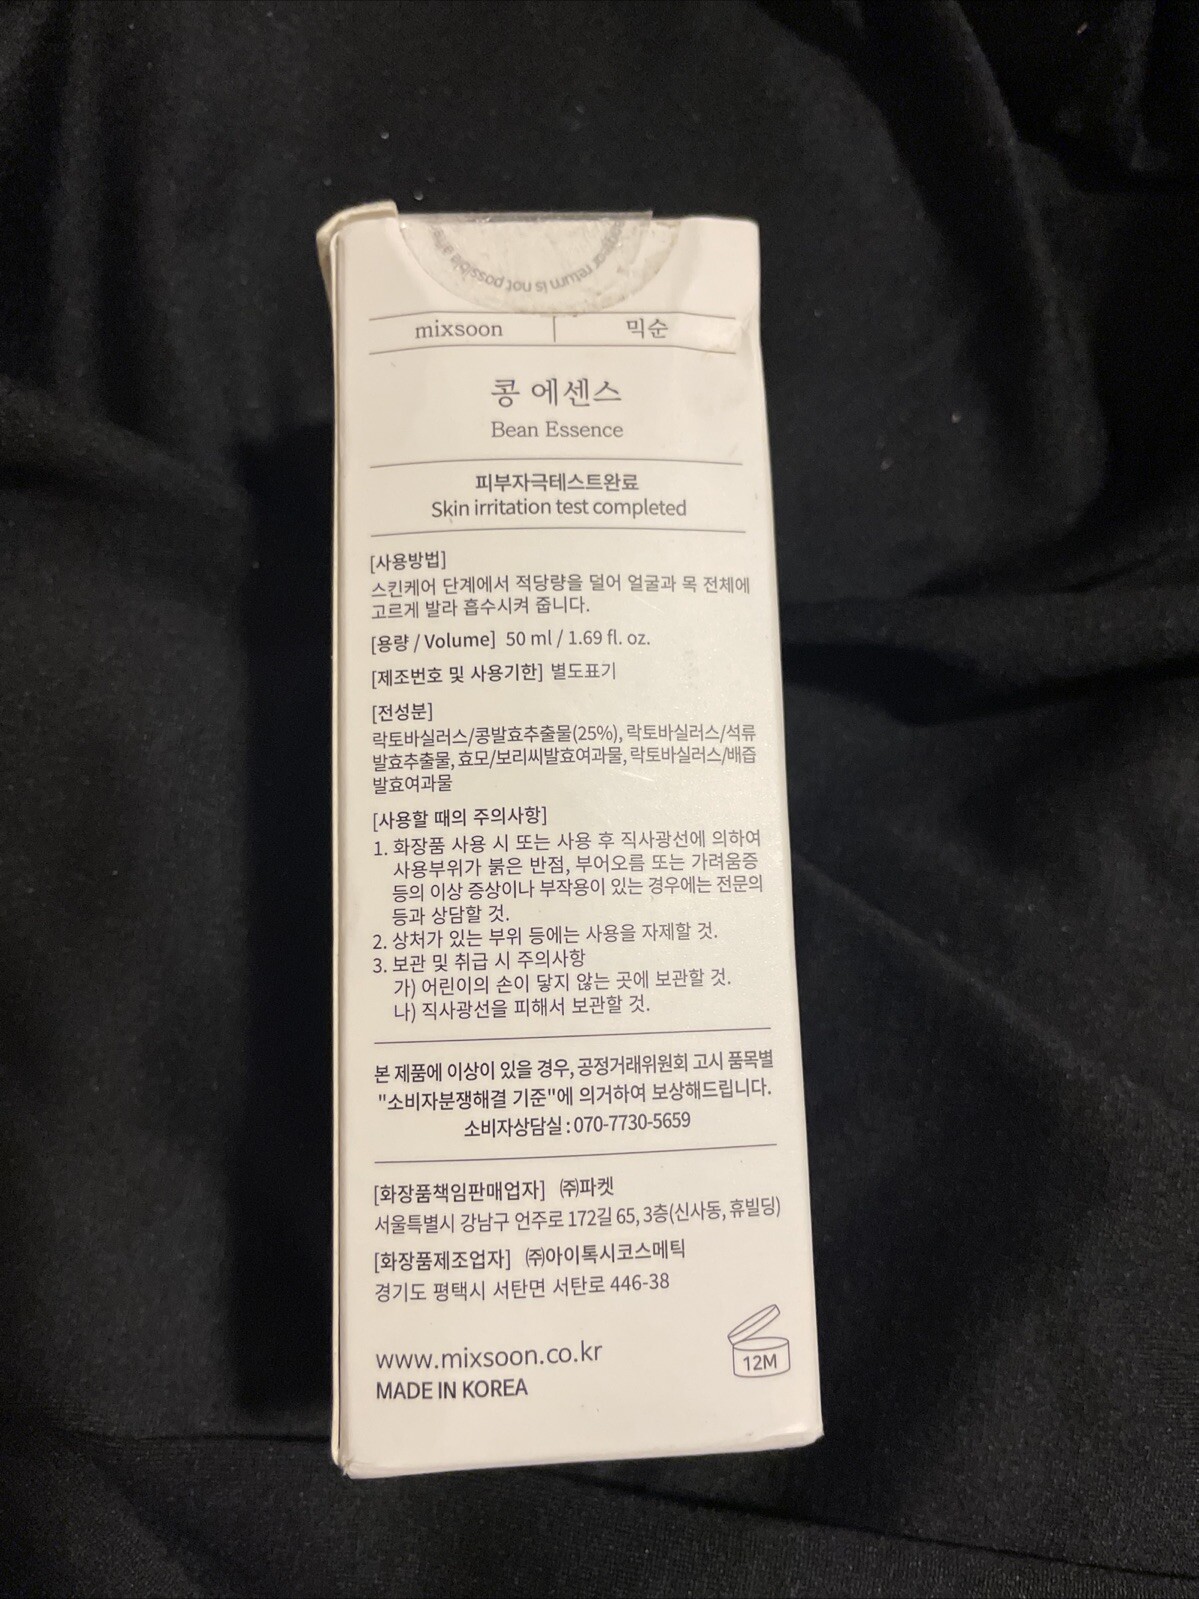 return is not possible
mixsoon | 믹순
콩 에센스
Bean Essence
피부자극테스트완료
Skin irritation test completed
[사용방법]
스킨케어 단계에서 적당량을 덜어 얼굴과 목 전체에
고르게 발라 흡수시켜 줍니다.
[용량 / Volume] 50 ml / 1.69 fl. oz.
[제조번호 및 사용기한] 별도표기
[전성분]
락토바실러스/콩발효추출물(25%), 락토바실러스/석류
발효추출물, 효모/보리씨발효여과물, 락토바실러스/배즙
발효여과물
[사용할 때의 주의사항]
1. 화장품 사용 시 또는 사용 후 직사광선에 의하여
사용부위가 붉은 반점, 부어오름 또는 가려움증
등의 이상 증상이나 부작용이 있는 경우에는 전문의
등과 상담할 것.
2. 상처가 있는 부위 등에는 사용을 자제할 것.
3. 보관 및 취급 시 주의사항
가) 어린이의 손이 닿지 않는 곳에 보관할 것.
나) 직사광선을 피해서 보관할 것.
본 제품에 이상이 있을 경우, 공정거래위원회 고시 품목별
"소비자분쟁해결 기준"에 의거하여 보상해드립니다.
소비자상담실 : 070-7730-5659
[화장품책임판매업자] ㈜파켓
서울특별시 강남구 언주로 172길 65, 3층(신사동, 휴빌딩)
[화장품제조업자] ㈜아이톡시코스메틱
경기도 평택시 서탄면 서탄로 446-38
www.mixsoon.co.kr
MADE IN KOREA
12M